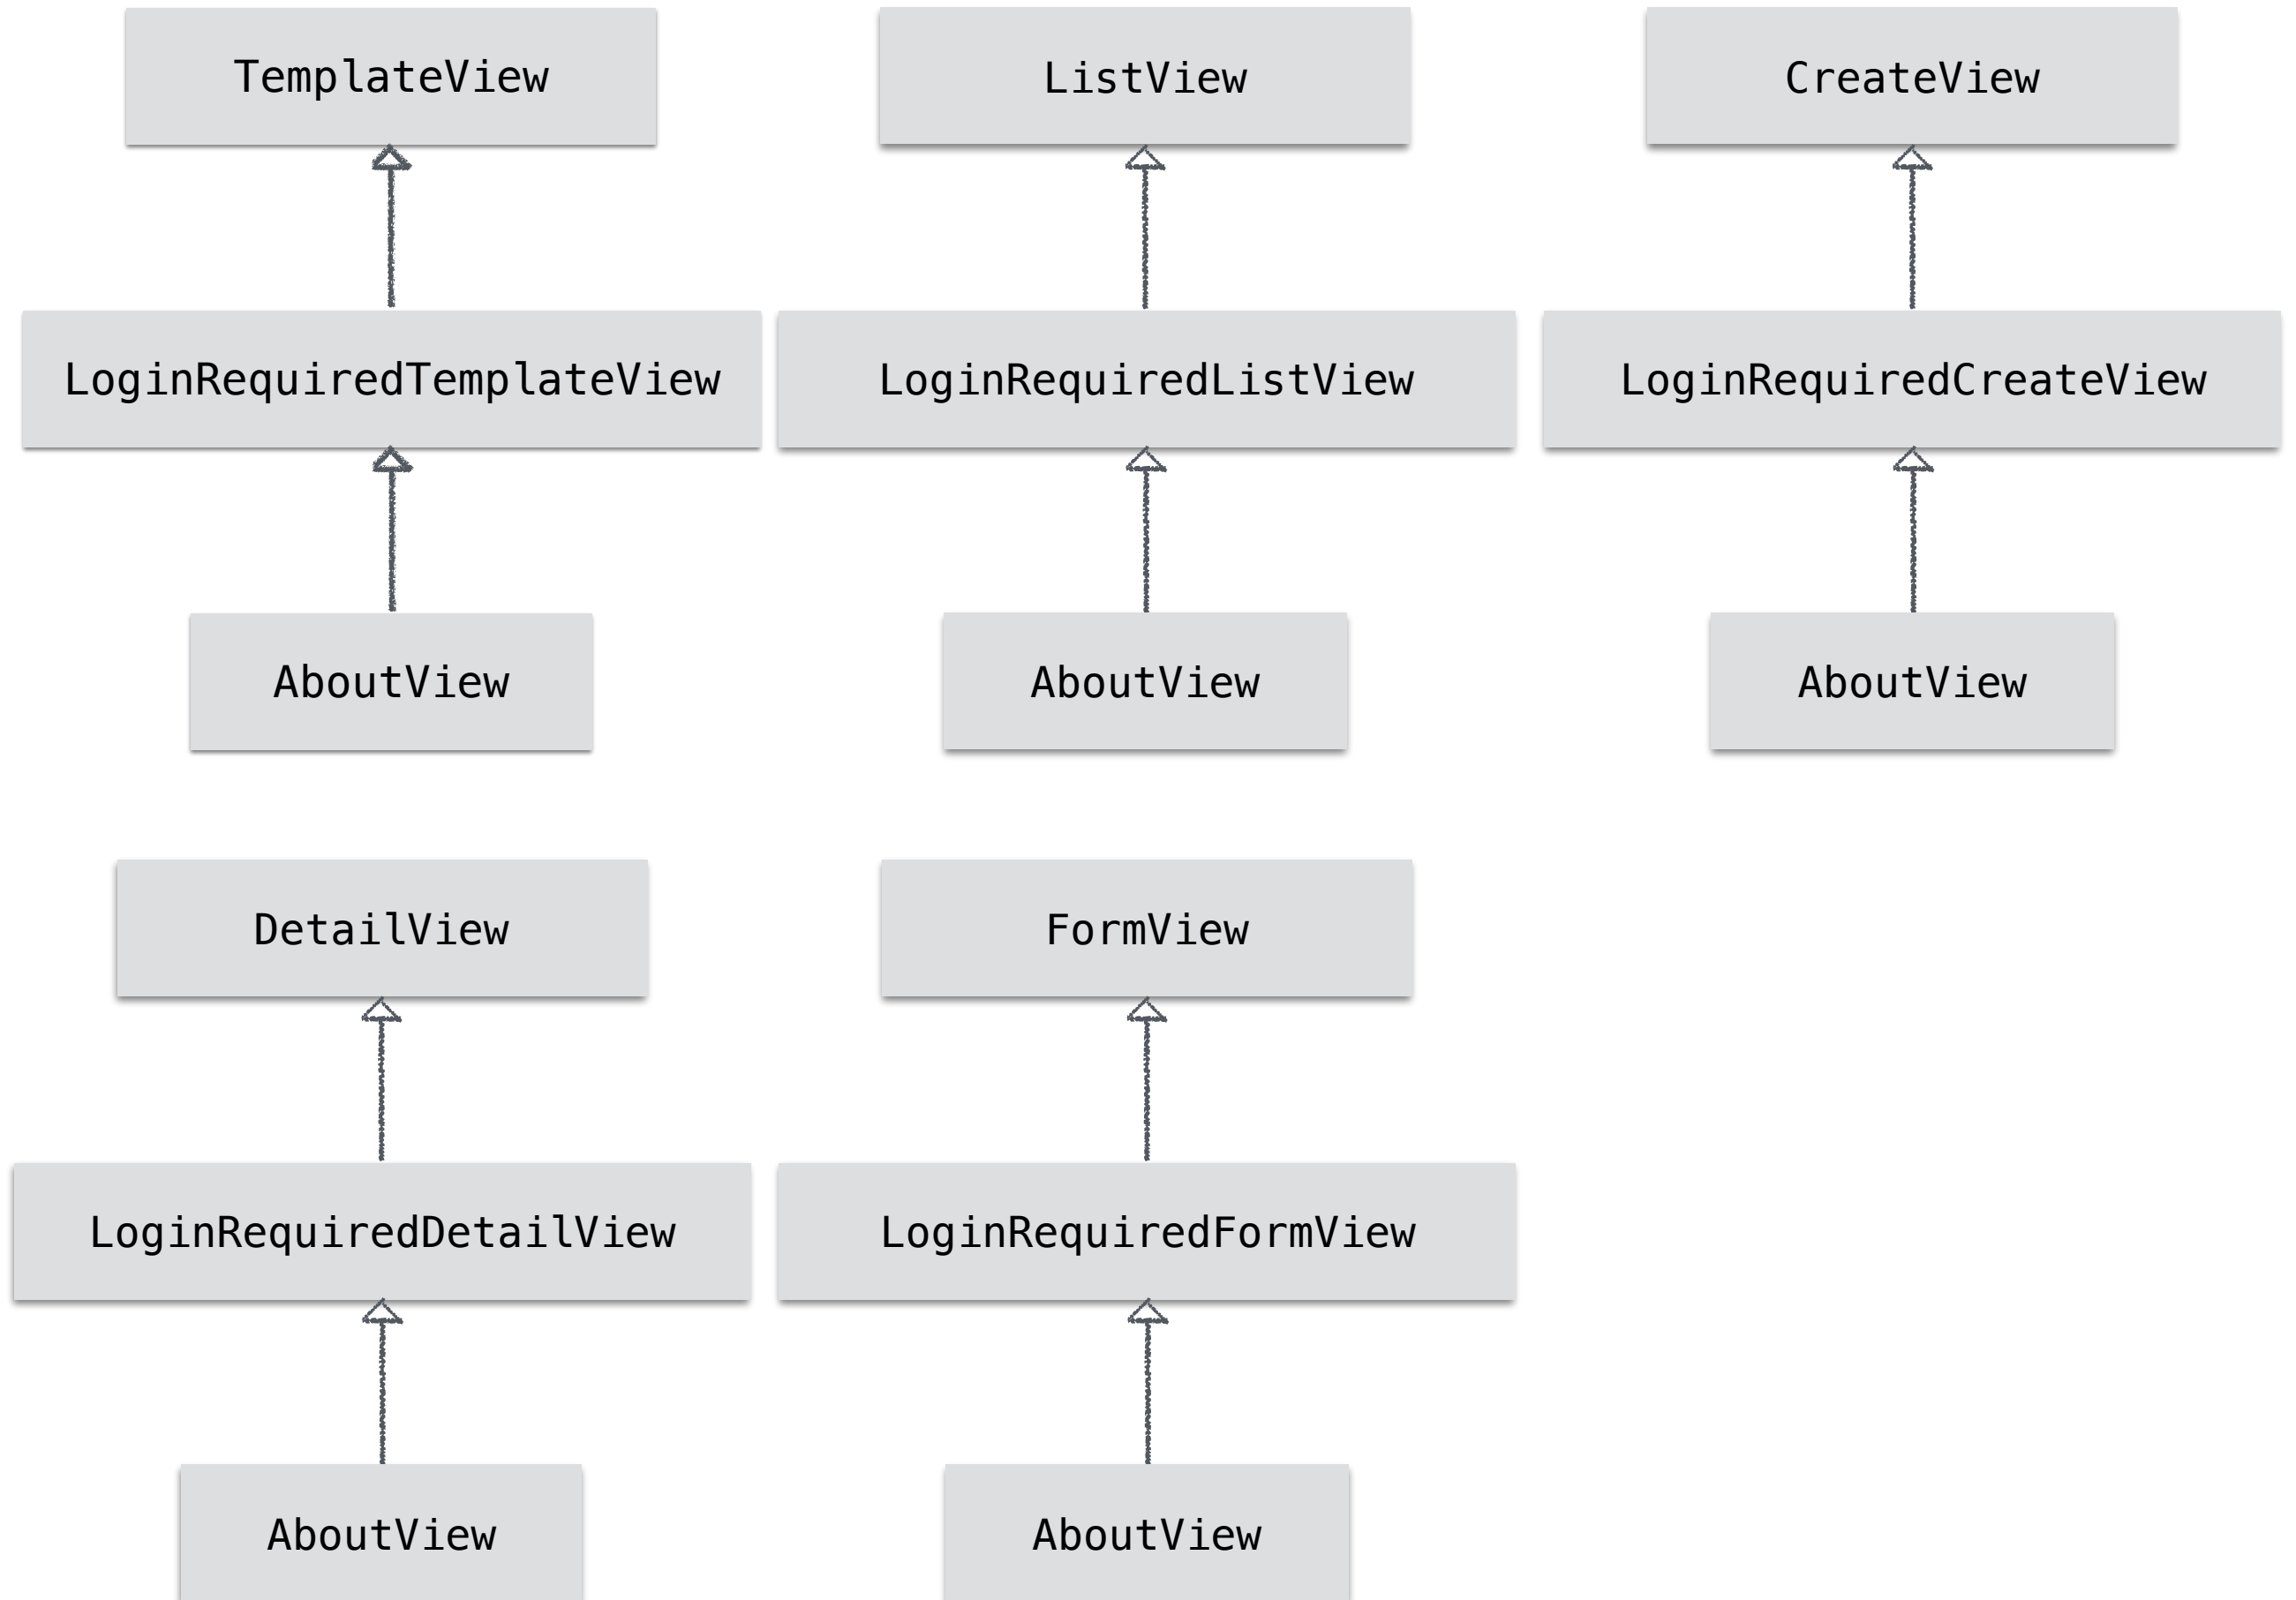 TemplateView
ListView
CreateView
LoginRequiredTemplateView
LoginRequiredListView
LoginRequiredCreateView
AboutView
AboutView
AboutView
DetailView
FormView
LoginRequiredDetailView
LoginRequiredFormView
AboutView
AboutView